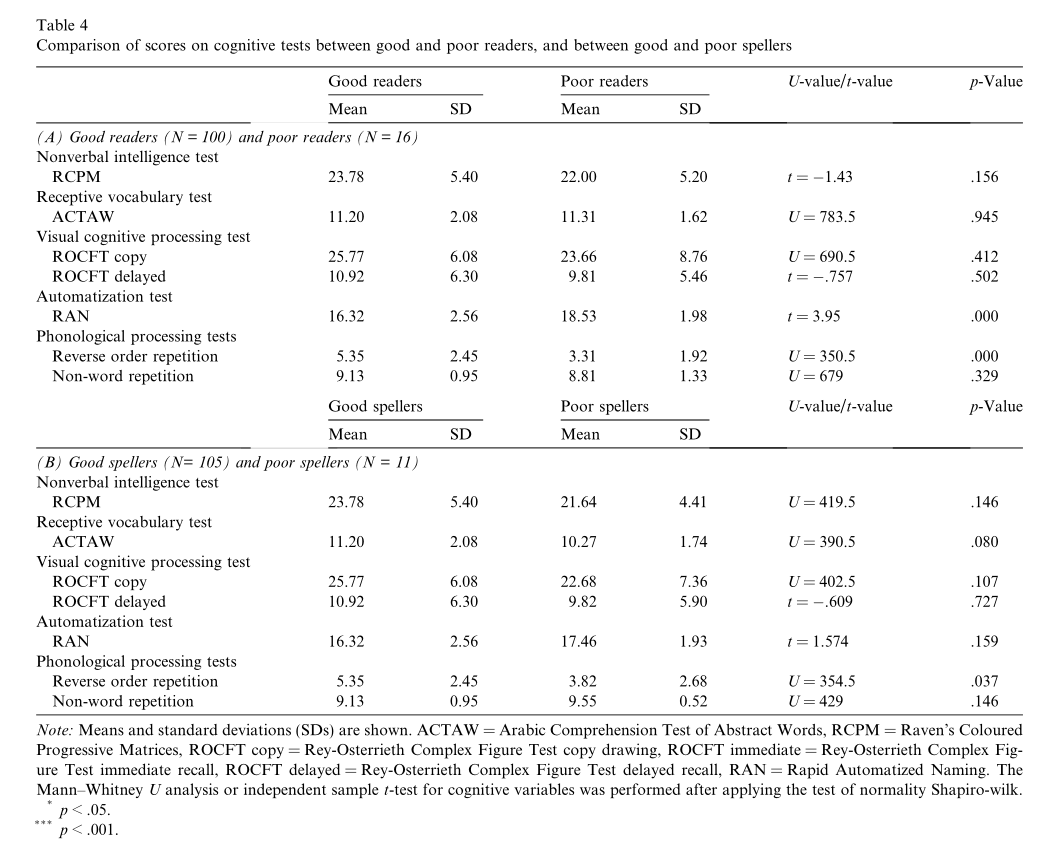 Table 4
Comparison of scores on cognitive tests between good and poor readers, and between good and poor spellers
Good readers Poor readers U-value/t-value p-Value
Mean SD Mean SD
(A) Good readers (N = 100) and poor readers (N = 16)
Nonverbal intelligence test
RCPM 23.78 5.40 22.00 5.20 t = −1.43 .156
Receptive vocabulary test
ACTAW 11.20 2.08 11.31 1.62 U = 783.5 .945
Visual cognitive processing test
ROCFT copy 25.77 6.08 23.66 8.76 U = 690.5 .412
ROCFT delayed 10.92 6.30 9.81 5.46 t = −.757 .502
Automatization test
RAN 16.32 2.56 18.53 1.98 t = 3.95 .000
Phonological processing tests
Reverse order repetition 5.35 2.45 3.31 1.92 U = 350.5 .000
Non-word repetition 9.13 0.95 8.81 1.33 U = 679 .329
Good spellers Poor spellers U-value/t-value p-Value
Mean SD Mean SD
(B) Good spellers (N= 105) and poor spellers (N = 11)
Nonverbal intelligence test
RCPM 23.78 5.40 21.64 4.41 U = 419.5 .146
Receptive vocabulary test
ACTAW 11.20 2.08 10.27 1.74 U = 390.5 .080
Visual cognitive processing test
ROCFT copy 25.77 6.08 22.68 7.36 U = 402.5 .107
ROCFT delayed 10.92 6.30 9.82 5.90 t = −.609 .727
Automatization test
RAN 16.32 2.56 17.46 1.93 t = 1.574 .159
Phonological processing tests
Reverse order repetition 5.35 2.45 3.82 2.68 U = 354.5 .037
Non-word repetition 9.13 0.95 9.55 0.52 U = 429 .146
Note: Means and standard deviations (SDs) are shown. ACTAW = Arabic Comprehension Test of Abstract Words, RCPM = Raven's Coloured
Progressive Matrices, ROCFT copy = Rey-Osterrieth Complex Figure Test copy drawing, ROCFT immediate = Rey-Osterrieth Complex Fig-
ure Test immediate recall, ROCFT delayed = Rey-Osterrieth Complex Figure Test delayed recall, RAN = Rapid Automatized Naming. The
Mann–Whitney U analysis or independent sample t-test for cognitive variables was performed after applying the test of normality Shapiro-wilk.
* p < .05.
*** p < .001.